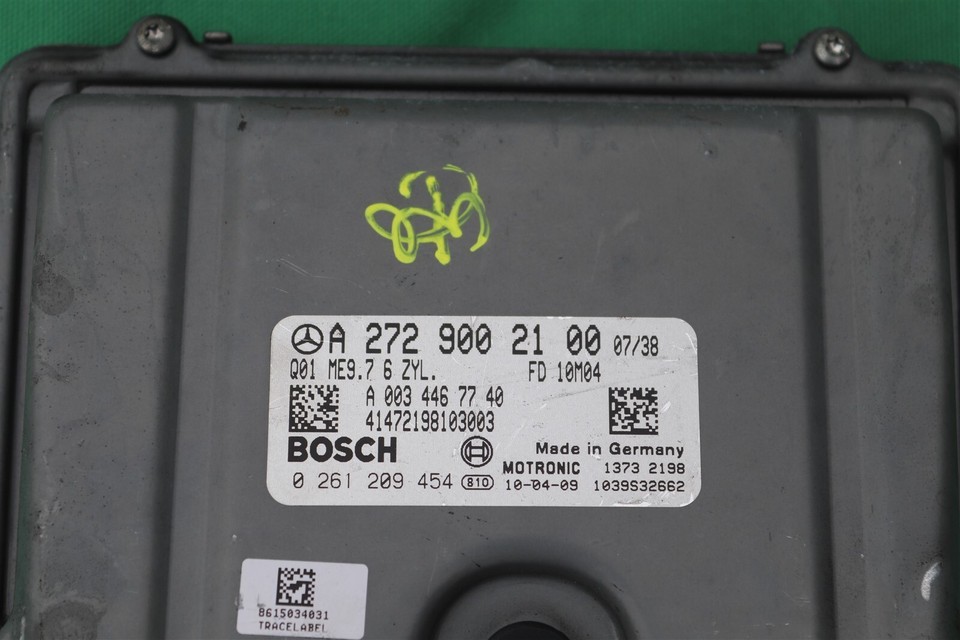 A 272 900 21 00 07/38
Q01 ME9.7 6 ZYL. FD 10M04
A 003 446 77 40
41472198103003
BOSCH Made in Germany
MOTRONIC 1373 2198
0 261 209 454 B10 10-04-09 1039S32662
8615034031
TRACELABEL